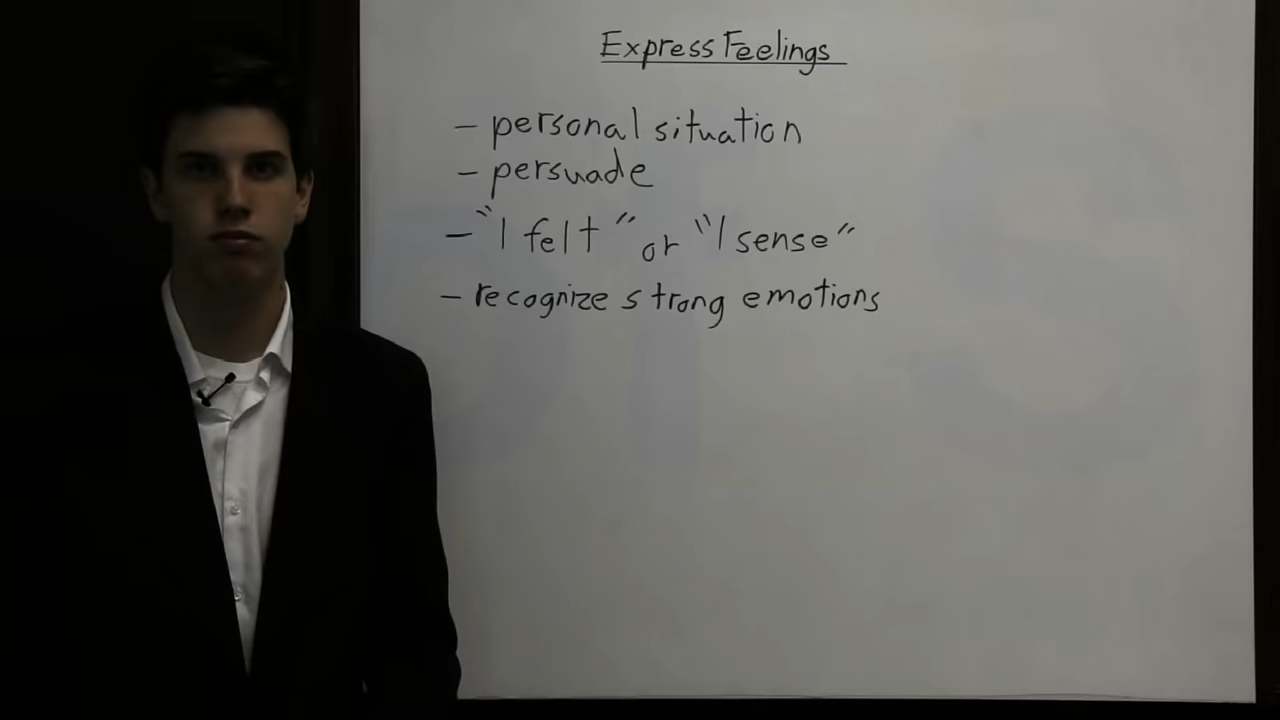 Express Feelings
- personal situation
- persuade
- "I felt" or "I sense"
- recognize strong emotions